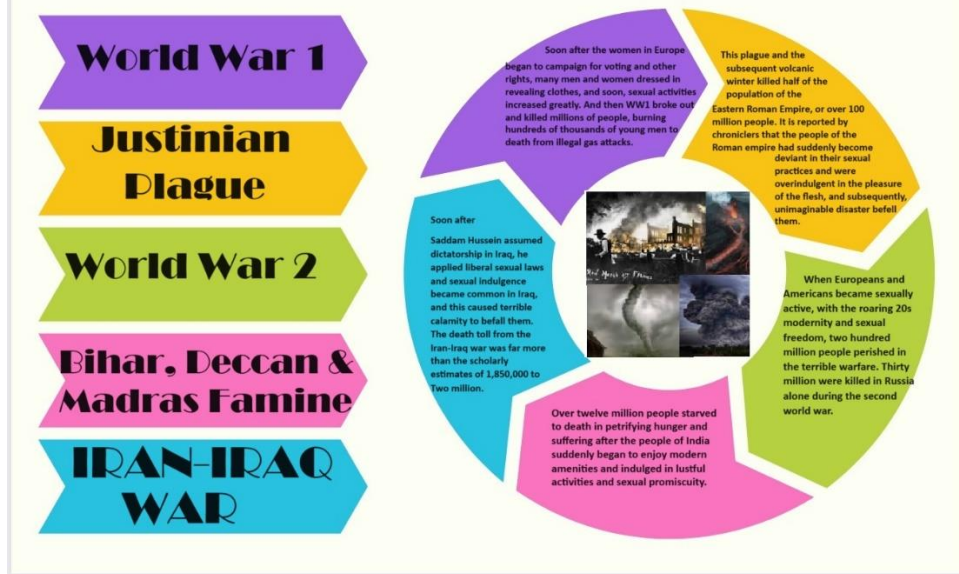 World War 1
Justinian
Plague
World War 2
Bihar, Deccan &
Madras Famine
IRAN-IRAQ
WAR
Soon after the women in Europe
began to campaign for voting and other
rights, many men and women dressed in
revealing clothes, and soon, sexual activities
increased greatly. And then WW1 broke out
and killed millions of people, burning
hundreds of thousands of young men to
death from illegal gas attacks.
This plague and the
subsequent volcanic
winter killed half of the
population of the
Eastern Roman Empire, or over 100
million people. It is reported by
chroniclers that the people of the
Roman empire had suddenly become
deviant in their sexual
practices and were
overindulgent in the pleasure
of the flesh, and subsequently,
unimaginable disaster befell
them.
When Europeans and
Americans became sexually
active, with the roaring 20s
modernity and sexual
freedom, two hundred
million people perished in
the terrible warfare. Thirty
million were killed in Russia
alone during the second
world war.
Over twelve million people starved
to death in petrifying hunger and
suffering after the people of India
suddenly began to enjoy modern
amenities and indulged in lustful
activities and sexual promiscuity.
Soon after
Saddam Hussein assumed
dictatorship in Iraq, he
applied liberal sexual laws
and sexual indulgence
became common in Iraq,
and this caused terrible
calamity to befall them.
The death toll from the
Iran-Iraq war was far more
than the scholarly
estimates of 1,850,000 to
Two million.